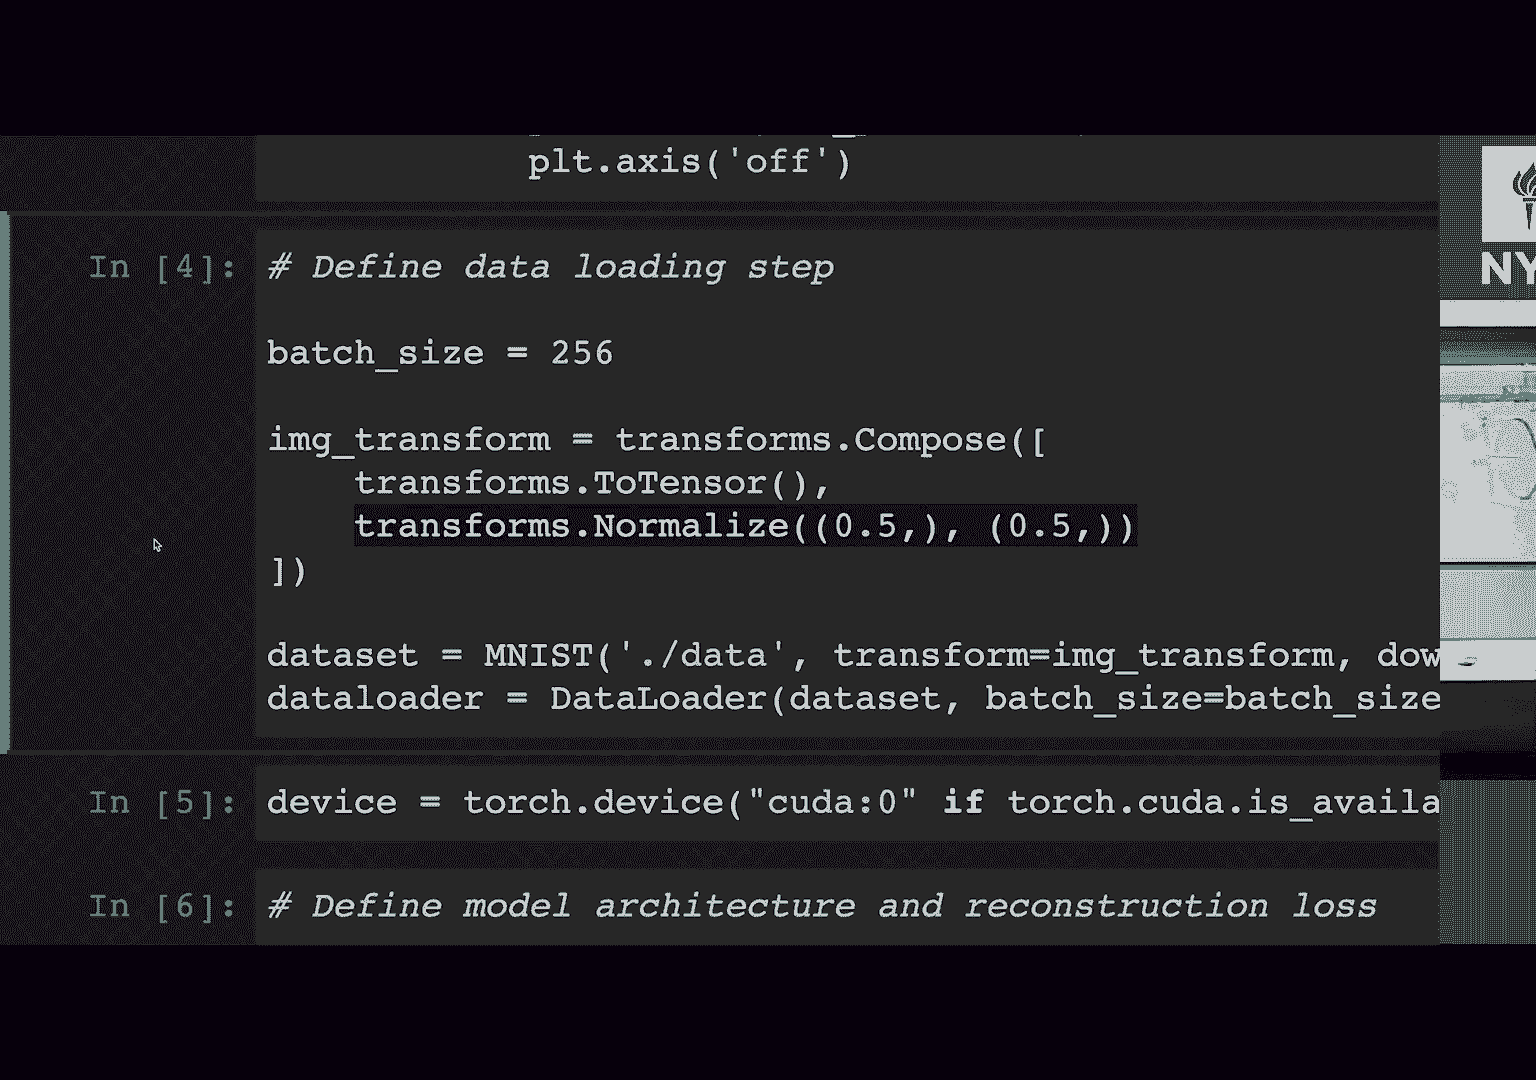 plt.axis('off')
In [4]:
# Define data loading step
batch_size = 256
img_transform = transforms.Compose([
    transforms.ToTensor(),
    transforms.Normalize((0.5,), (0.5,))
])
dataset = MNIST('./data', transform=img_transform, dow
dataloader = DataLoader(dataset, batch_size=batch_size
In [5]:
device = torch.device("cuda:0" if torch.cuda.is_availa
In [6]:
# Define model architecture and reconstruction loss
NY